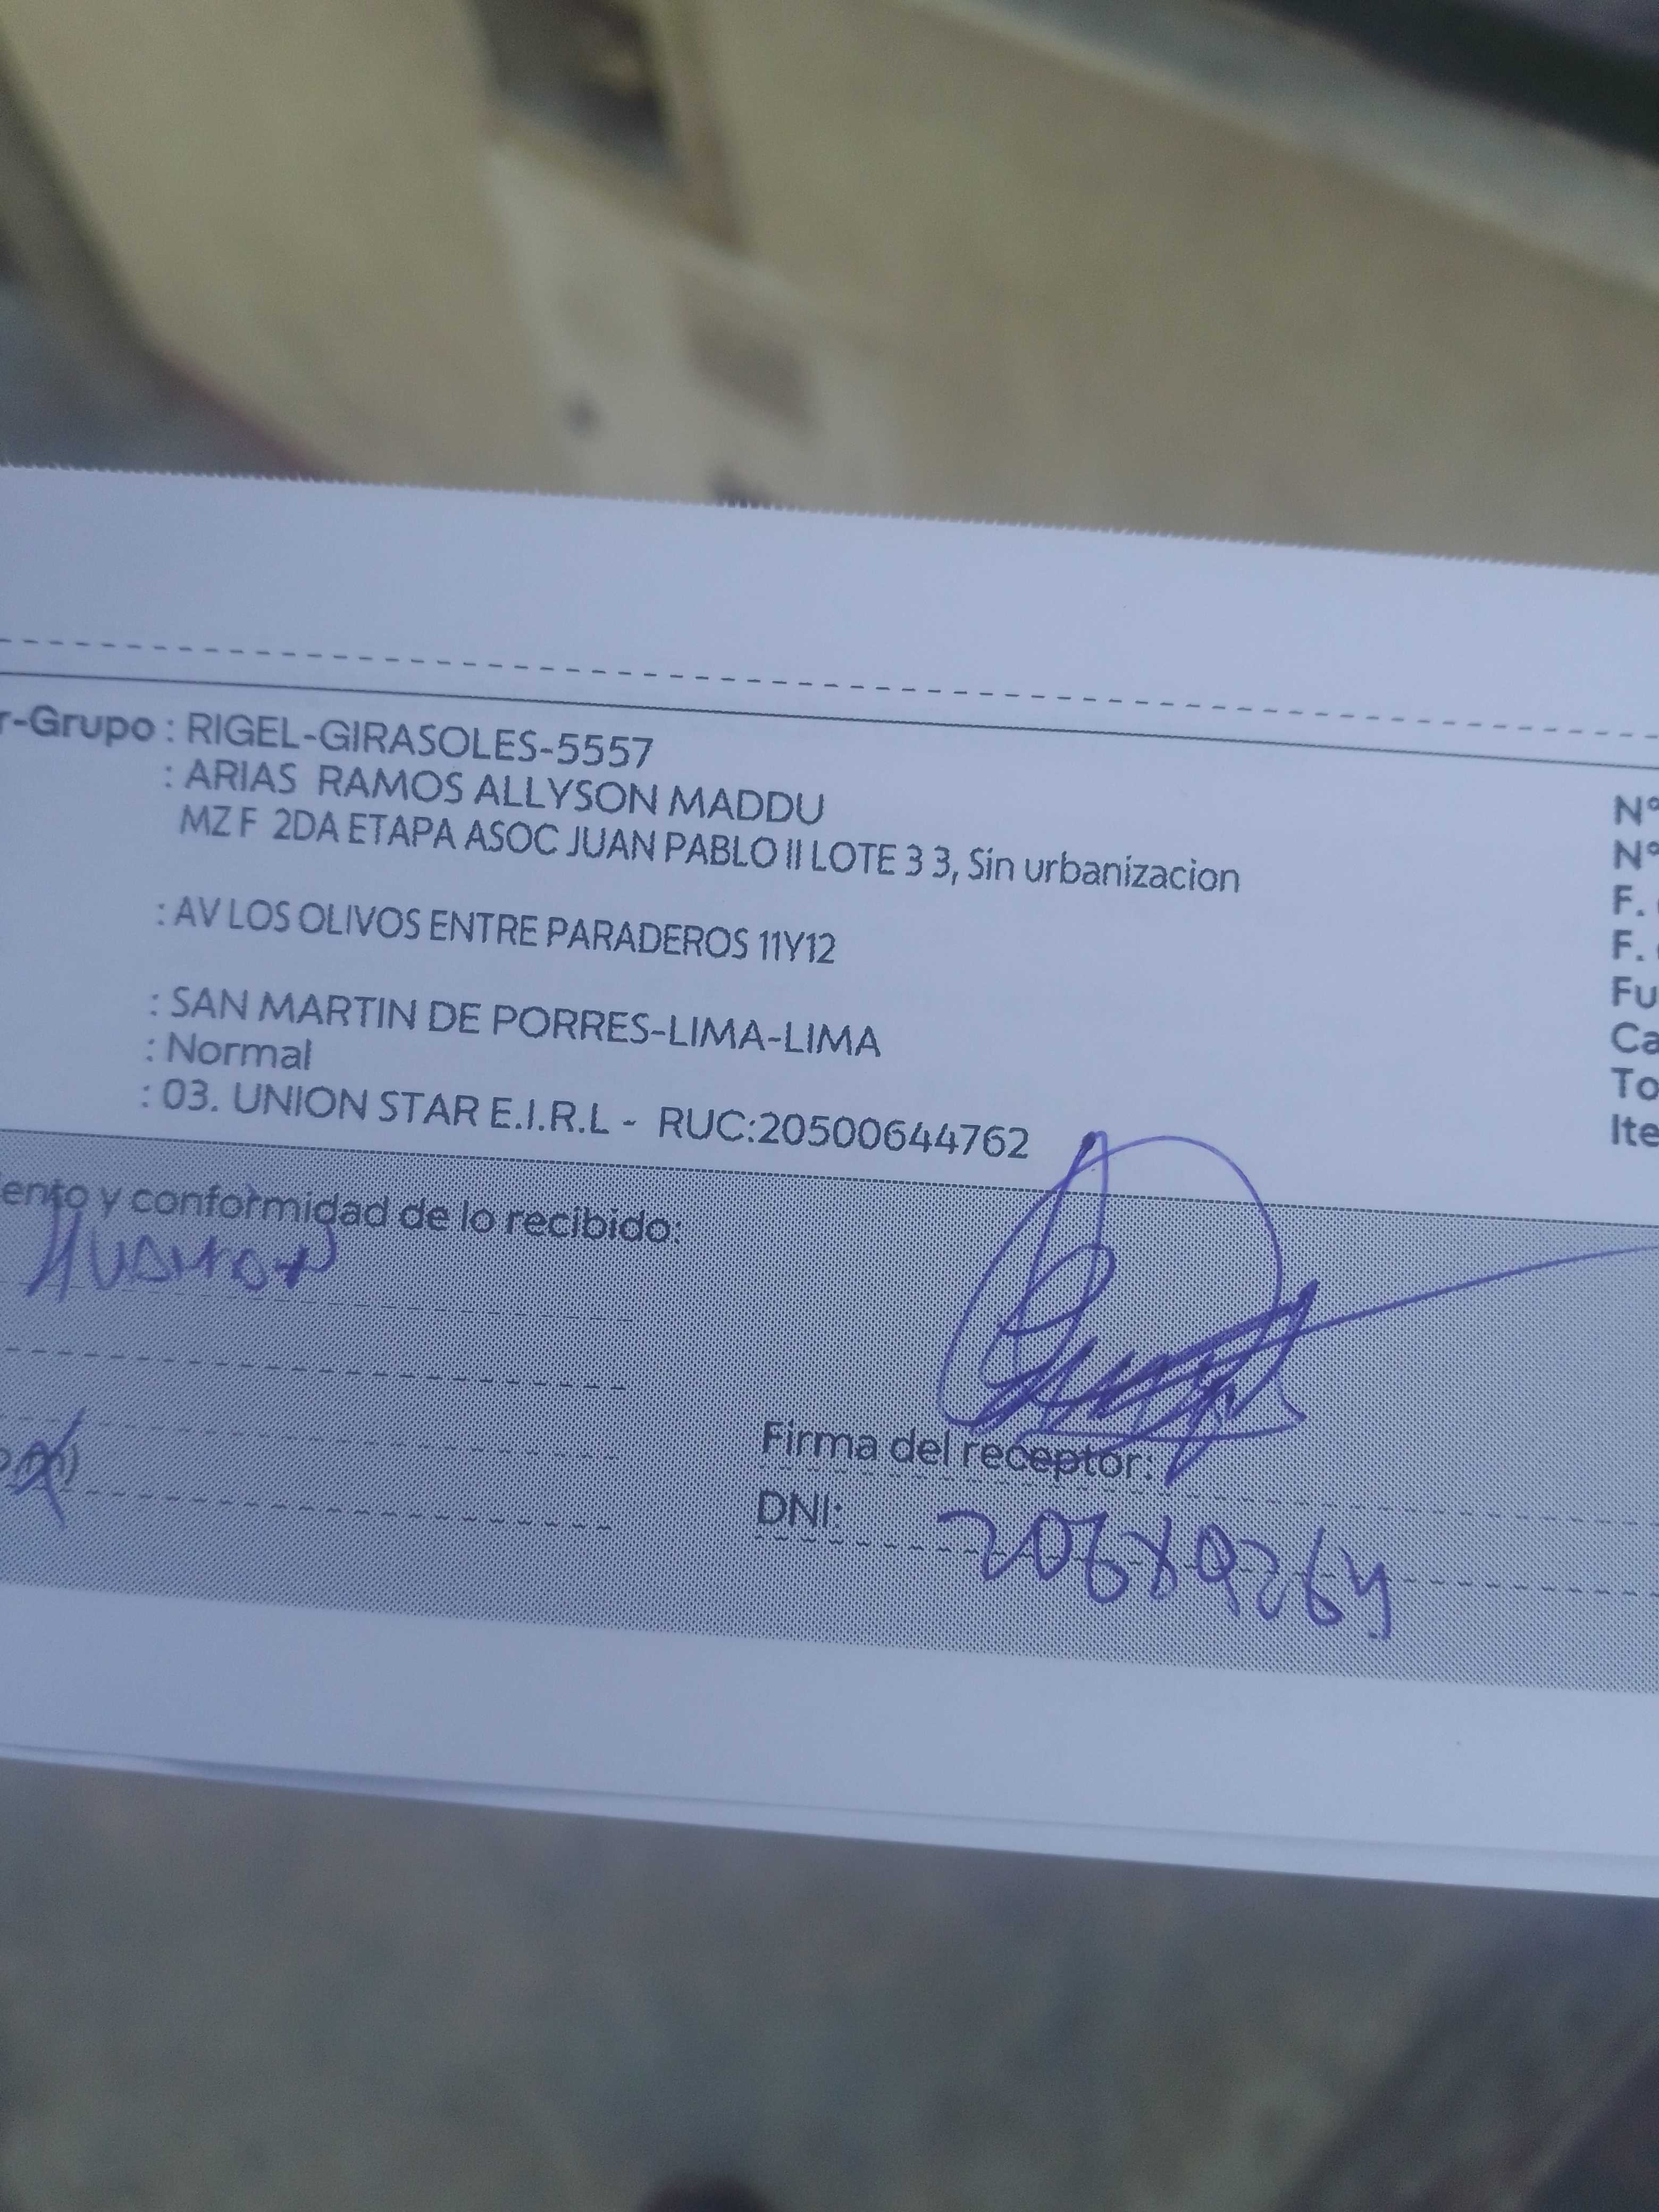 r-Grupo : RIGEL-GIRASOLES-5557
: ARIAS RAMOS ALLYSON MADDU
MZ F 2DA ETAPA ASOC JUAN PABLO II LOTE 3 3, Sin urbanizacion
: AV LOS OLIVOS ENTRE PARADEROS 11Y12
: SAN MARTIN DE PORRES-LIMA-LIMA
: Normal
: 03. UNION STAR E.I.R.L - RUC:20500644762
N°
N°
F.
F.
Fu
Ca
To
Ite
ento y conformidad de lo recibido:
Firma del receptor:
DNI: